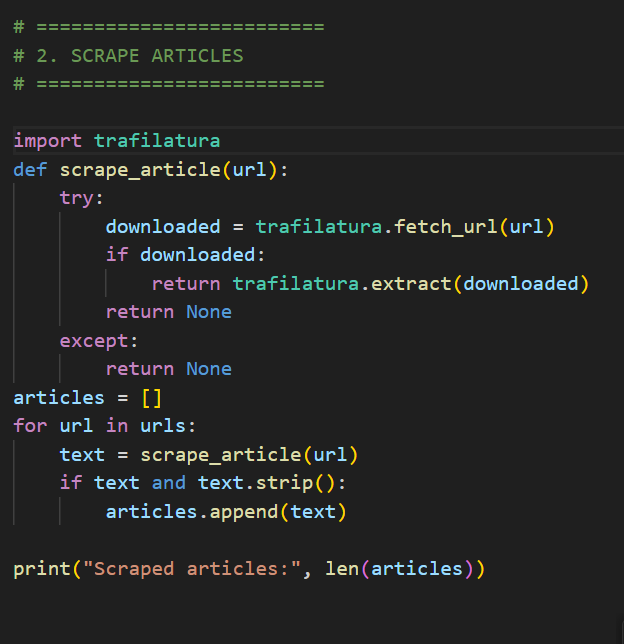 # =========================
# 2. SCRAPE ARTICLES
# =========================

import trafilatura
def scrape_article(url):
    try:
        downloaded = trafilatura.fetch_url(url)
        if downloaded:
            return trafilatura.extract(downloaded)
        return None
    except:
        return None
articles = []
for url in urls:
    text = scrape_article(url)
    if text and text.strip():
        articles.append(text)

print("Scraped articles:", len(articles))